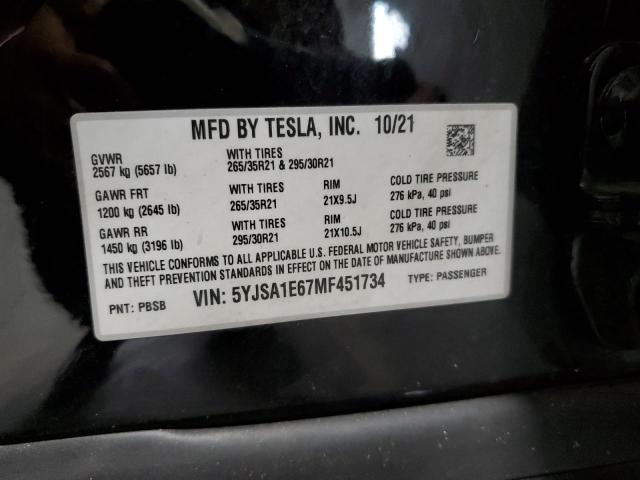 MFD BY TESLA, INC. 10/21
GVWR
2567 kg (5657 lb)
WITH TIRES
265/35R21 & 295/30R21
GAWR FRT
1200 kg (2645 lb)
WITH TIRES
265/35R21
RIM
21X9.5J
COLD TIRE PRESSURE
276 kPa, 40 psi
GAWR RR
1450 kg (3196 lb)
WITH TIRES
295/30R21
RIM
21X10.5J
COLD TIRE PRESSURE
276 kPa, 40 psi
THIS VEHICLE CONFORMS TO ALL APPLICABLE U.S. FEDERAL MOTOR VEHICLE SAFETY, BUMPER
AND THEFT PREVENTION STANDARDS IN EFFECT ON THE DATE OF MANUFACTURE SHOWN ABOVE.
PNT: PBSB VIN: 5YJSA1E67MF451734 TYPE: PASSENGER